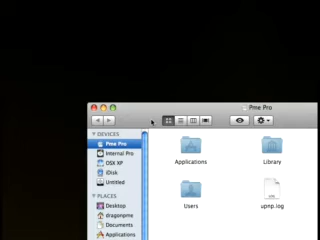 Pme Pro
DEVICES
Pme Pro
Internal Pro
OSX XP
iDisk
Untitled
PLACES
Desktop
dragonpme
Documents
Applications
Applications
Library
Users
upnp.log